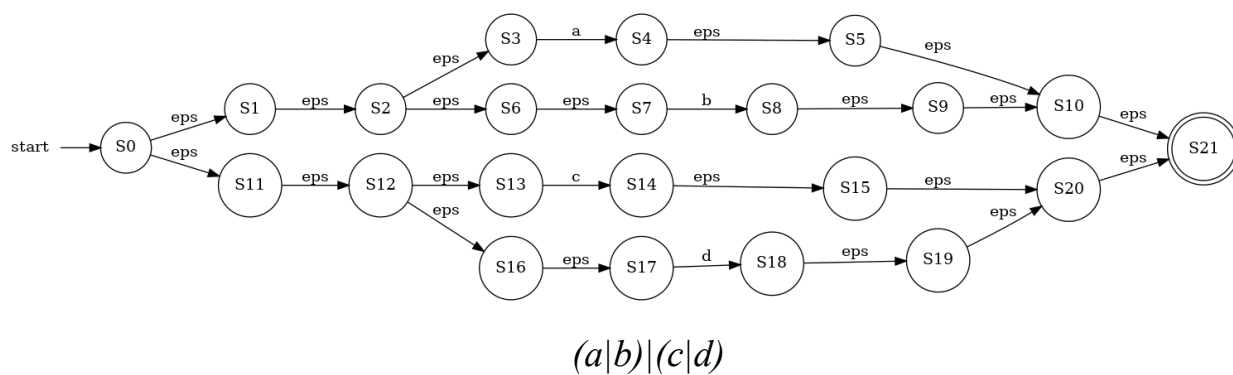 S3 a S4 eps S5
eps eps
S1 eps S2 eps S6 eps S7 b S8 eps S9 eps S10 eps
eps
start S0 S21
eps
S11 eps S12 eps S13 c S14 eps S15 eps S20 eps
eps eps
S16 eps S17 d S18 eps S19
(a|b)|(c|d)